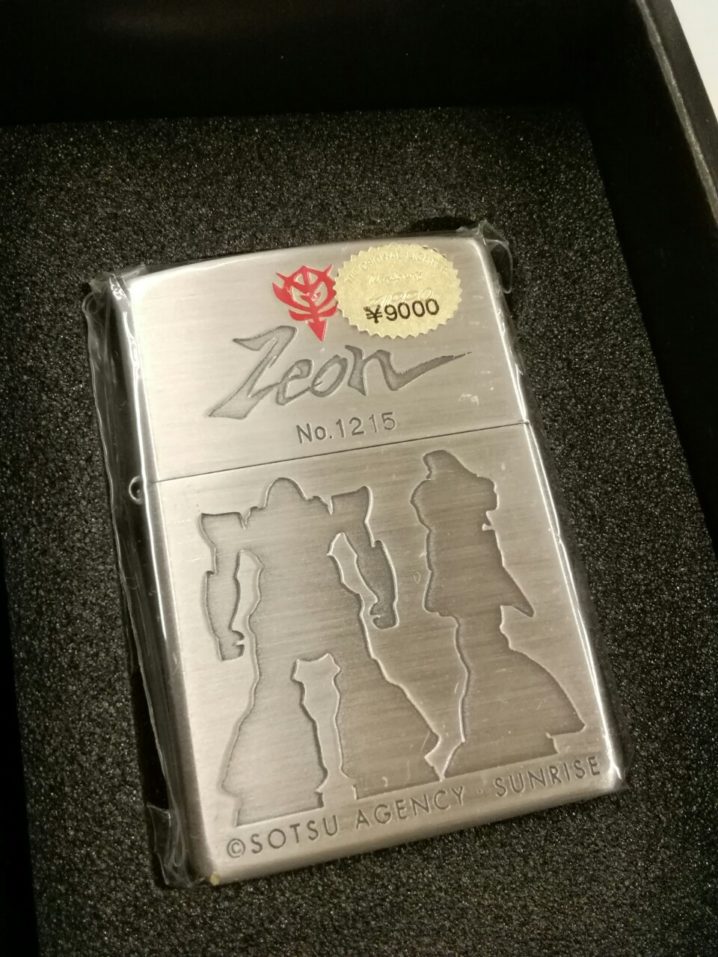 ¥9000
Zeon
No.1215
©SOTSU AGENCY · SUNRISE